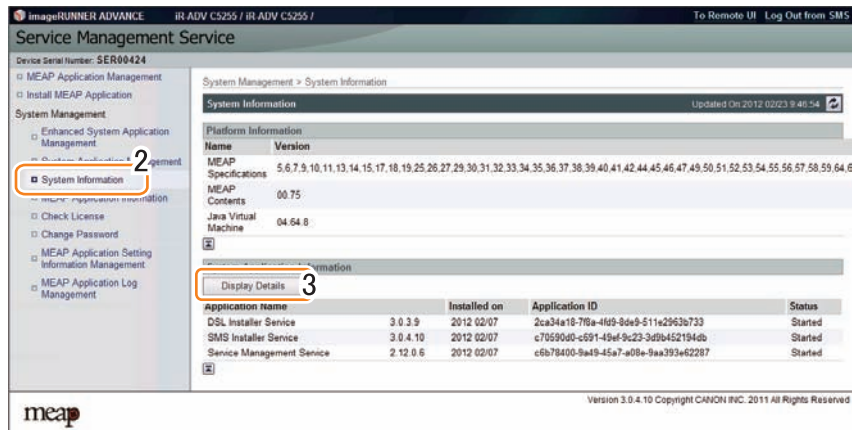 imageRUNNER ADVANCE iR-ADV C5255 / iR-ADV C5255 / To Remote UI Log Out from SMS
Service Management Service
Device Serial Number: SER00424
MEAP Application Management
Install MEAP Application
System Management
Enhanced System Application
Management
System Application Management
2
System Information
MEAP Application Information
Check License
Change Password
MEAP Application Setting
Information Management
MEAP Application Log
Management
System Management > System Information
System Information Updated On:2012 02/23 9:46:54
Platform Information
Name Version
MEAP
Specifications 5,6,7,9,10,11,13,14,15,17,18,19,25,26,27,29,30,31,32,33,34,35,36,37,38,39,40,41,42,44,45,46,47,49,50,51,52,53,54,55,56,57,58,59,64,6
MEAP
Contents 00.75
Java Virtual
Machine 04.64.8
System Application Information
Display Details 3
Application Name Installed on Application ID Status
DSL Installer Service 3.0.3.9 2012 02/07 2ca34a18-7f8a-4fd9-8de9-511e2963b733 Started
SMS Installer Service 3.0.4.10 2012 02/07 c70590d0-c691-49ef-9c23-3d9b452194db Started
Service Management Service 2.12.0.6 2012 02/07 c6b78400-9a49-45a7-a08e-9aa393e62287 Started
Version 3.0.4.10 Copyright CANON INC. 2011 All Rights Reserved
meap